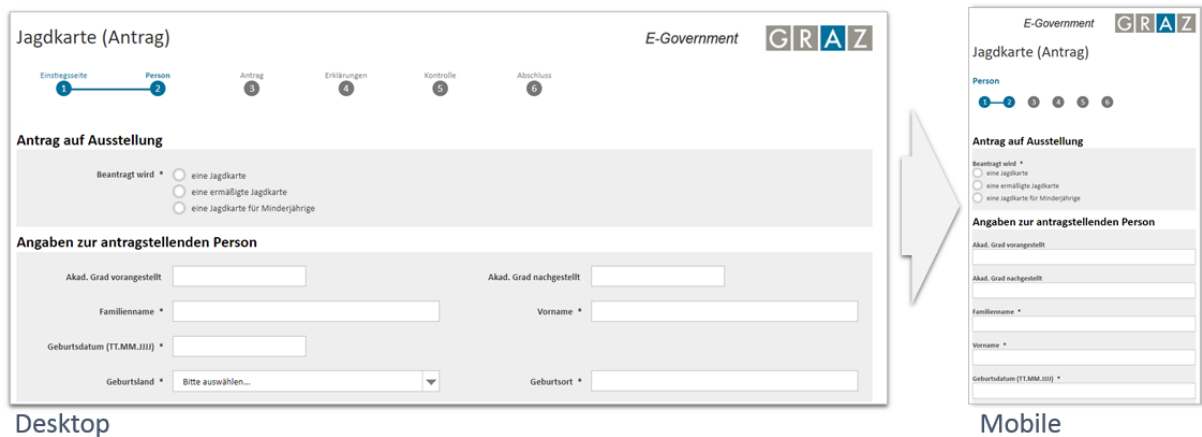 Jagdkarte (Antrag)
E-Government GRAZ
Einstiegsseite Person Antrag Erklärungen Kontrolle Abschluss
1 2 3 4 5 6
Antrag auf Ausstellung
Beantragt wird * eine Jagdkarte
eine ermäßigte Jagdkarte
eine Jagdkarte für Minderjährige
Angaben zur antragstellenden Person
Akad. Grad vorangestellt Akad. Grad nachgestellt
Familienname * Vorname *
Geburtsdatum (TT.MM.JJJJ) *
Geburtsland * Bitte auswählen... Geburtsort *
Desktop
E-Government GRAZ
Jagdkarte (Antrag)
Person
1 2 3 4 5 6
Antrag auf Ausstellung
Beantragt wird *
eine Jagdkarte
eine ermäßigte Jagdkarte
eine Jagdkarte für Minderjährige
Angaben zur antragstellenden Person
Akad. Grad vorangestellt
Akad. Grad nachgestellt
Familienname *
Vorname *
Geburtsdatum (TT.MM.JJJJ) *
Mobile